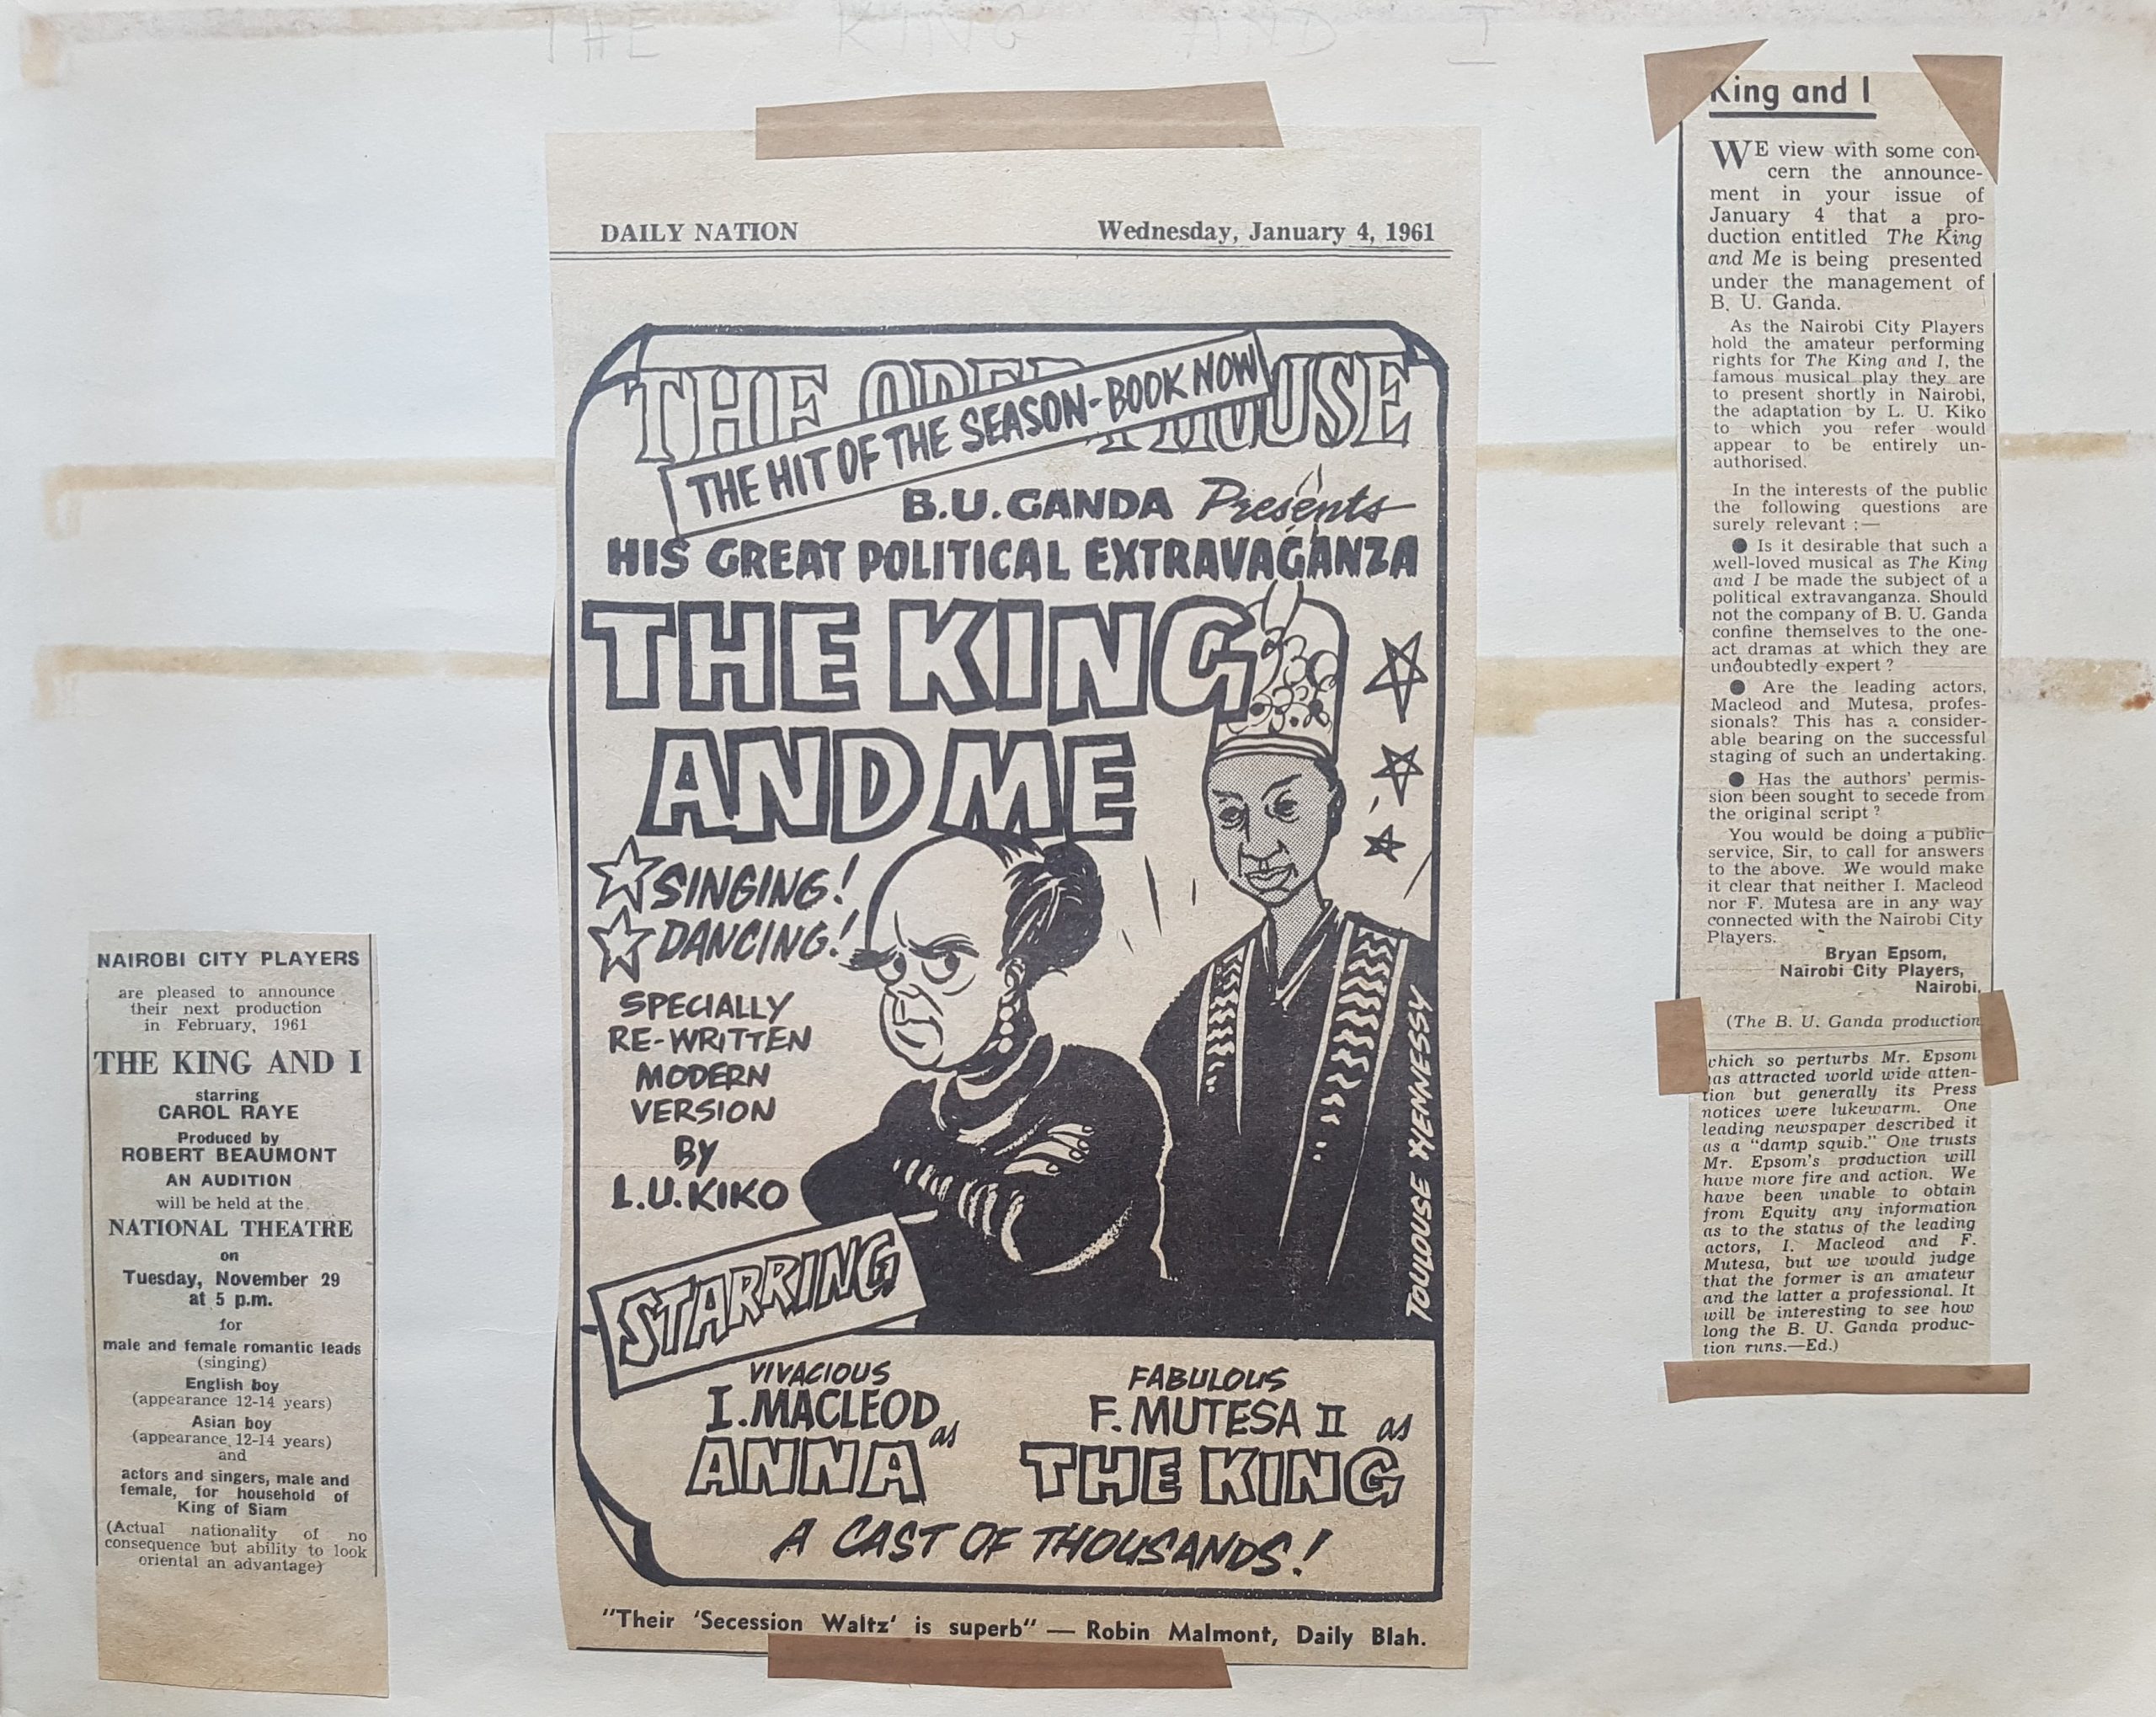 THE KING AND I
NAIROBI CITY PLAYERS
are pleased to announce
their next production
in February, 1961
THE KING AND I
starring
CAROL RAYE
Produced by
ROBERT BEAUMONT
AN AUDITION
will be held at the
NATIONAL THEATRE
on
Tuesday, November 29
at 5 p.m.
for
male and female romantic leads
(singing)
English boy
(appearance 12-14 years)
Asian boy
(appearance 12-14 years)
and
actors and singers, male and
female, for household of
King of Siam
(Actual nationality of no
consequence but ability to look
oriental an advantage)
DAILY NATION Wednesday, January 4, 1961
THE OPERA HOUSE
THE HIT OF THE SEASON-BOOK NOW
B.U.GANDA Presents
HIS GREAT POLITICAL EXTRAVAGANZA
THE KING
AND ME
SINGING!
DANCING!
SPECIALLY
RE-WRITTEN
MODERN
VERSION
BY
L.U.KIKO
TOULOUSE HENNESSY
STARRING
VIVACIOUS
I.MACLEOD as
ANNA
FABULOUS
F.MUTESA II as
THE KING
A CAST OF THOUSANDS!
"Their 'Secession Waltz' is superb" — Robin Malmont, Daily Blah.
King and I
WE view with some con-
cern the announce-
ment in your issue of
January 4 that a pro-
duction entitled The King
and Me is being presented
under the management of
B. U. Ganda.
As the Nairobi City Players
hold the amateur performing
rights for The King and I, the
famous musical play they are
to present shortly in Nairobi,
the adaptation by L. U. Kiko
to which you refer would
appear to be entirely un-
authorised.
In the interests of the public
the following questions are
surely relevant :—
● Is it desirable that such a
well-loved musical as The King
and I be made the subject of a
political extravanganza. Should
not the company of B. U. Ganda
confine themselves to the one-
act dramas at which they are
undoubtedly expert ?
● Are the leading actors,
Macleod and Mutesa, profes-
sionals? This has a consider-
able bearing on the successful
staging of such an undertaking.
● Has the authors' permis-
sion been sought to secede from
the original script ?
You would be doing a public
service, Sir, to call for answers
to the above. We would make
it clear that neither I. Macleod
nor F. Mutesa are in any way
connected with the Nairobi City
Players.
Bryan Epsom,
Nairobi City Players,
Nairobi.
(The B. U. Ganda production
which so perturbs Mr. Epsom
has attracted world wide atten-
tion but generally its Press
notices were lukewarm. One
leading newspaper described it
as a "damp squib." One trusts
Mr. Epsom's production will
have more fire and action. We
have been unable to obtain
from Equity any information
as to the status of the leading
actors, I. Macleod and F.
Mutesa, but we would judge
that the former is an amateur
and the latter a professional. It
will be interesting to see how
long the B. U. Ganda produc-
tion runs.—Ed.)